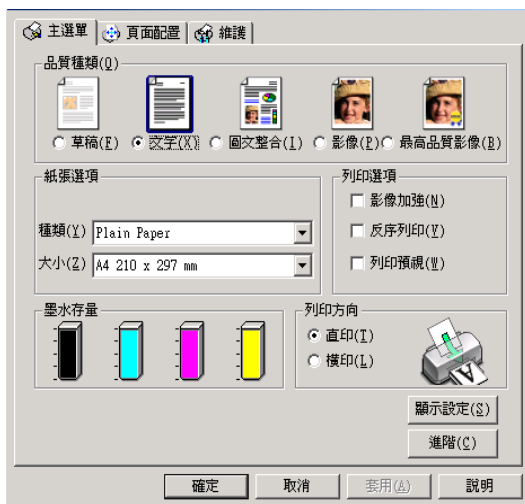 主選單 頁面配置 維護
品質種類(Q)
草稿(F) 文字(X) 圖文整合(I) 影像(P) 最高品質影像(B)
紙張選項
種類(Y) Plain Paper
大小(Z) A4 210 x 297 mm
列印選項
影像加強(N)
反序列印(V)
列印預視(W)
墨水存量
列印方向
直印(T)
橫印(L)
顯示設定(S)
進階(C)
確定 取消 套用(A) 說明